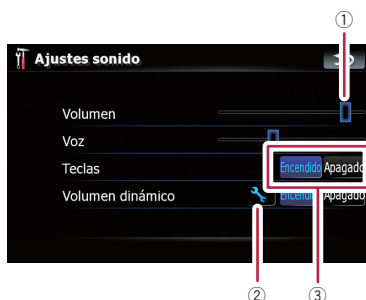 ①
Ajustes sonido
Volumen
Voz
Teclas Encendido Apagado
Volumen dinámico Encendido Apagado
② ③